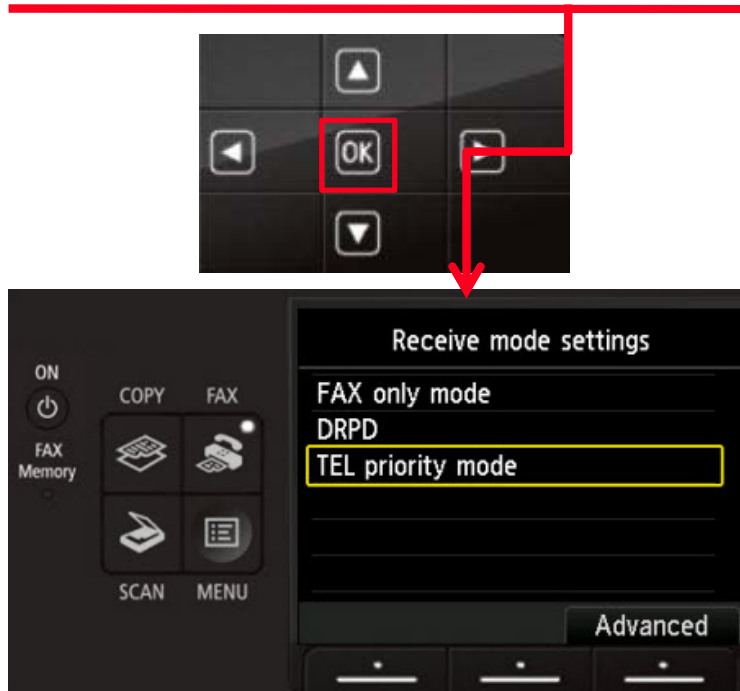 OK
Receive mode settings
ON
COPY FAX
FAX only mode
DRPD
FAX
Memory
TEL priority mode
SCAN MENU
Advanced